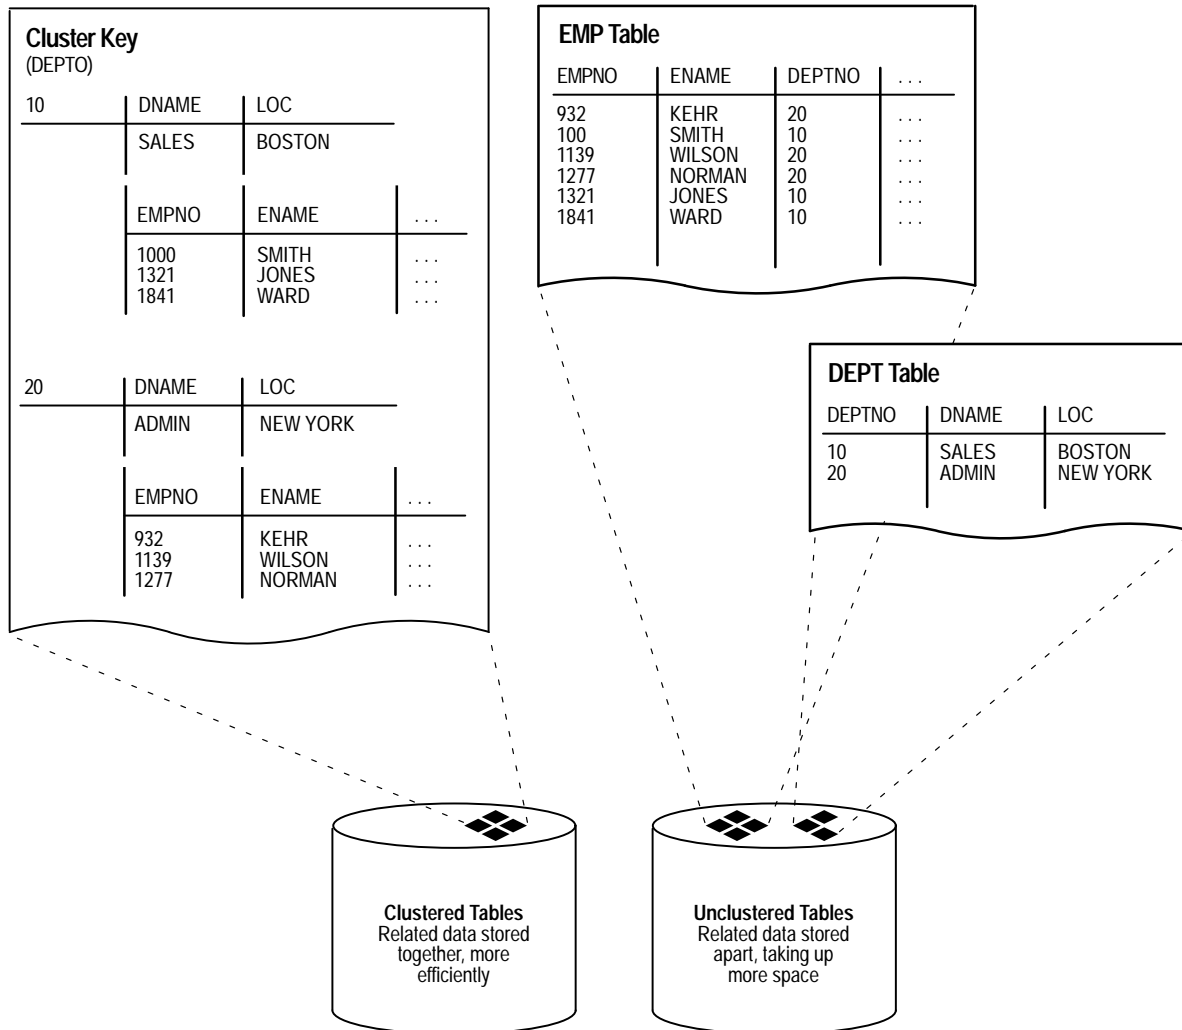 Cluster Key
(DEPTO)
10 DNAME LOC
SALES BOSTON
EMPNO ENAME . . .
1000 SMITH . . .
1321 JONES . . .
1841 WARD . . .
20 DNAME LOC
ADMIN NEW YORK
EMPNO ENAME . . .
932 KEHR . . .
1139 WILSON . . .
1277 NORMAN . . .
EMP Table
EMPNO ENAME DEPTNO . . .
932 KEHR 20 . . .
100 SMITH 10 . . .
1139 WILSON 20 . . .
1277 NORMAN 20 . . .
1321 JONES 10 . . .
1841 WARD 10 . . .
DEPT Table
DEPTNO DNAME LOC
10 SALES BOSTON
20 ADMIN NEW YORK
Clustered Tables
Related data stored
together, more
efficiently
Unclustered Tables
Related data stored
apart, taking up
more space